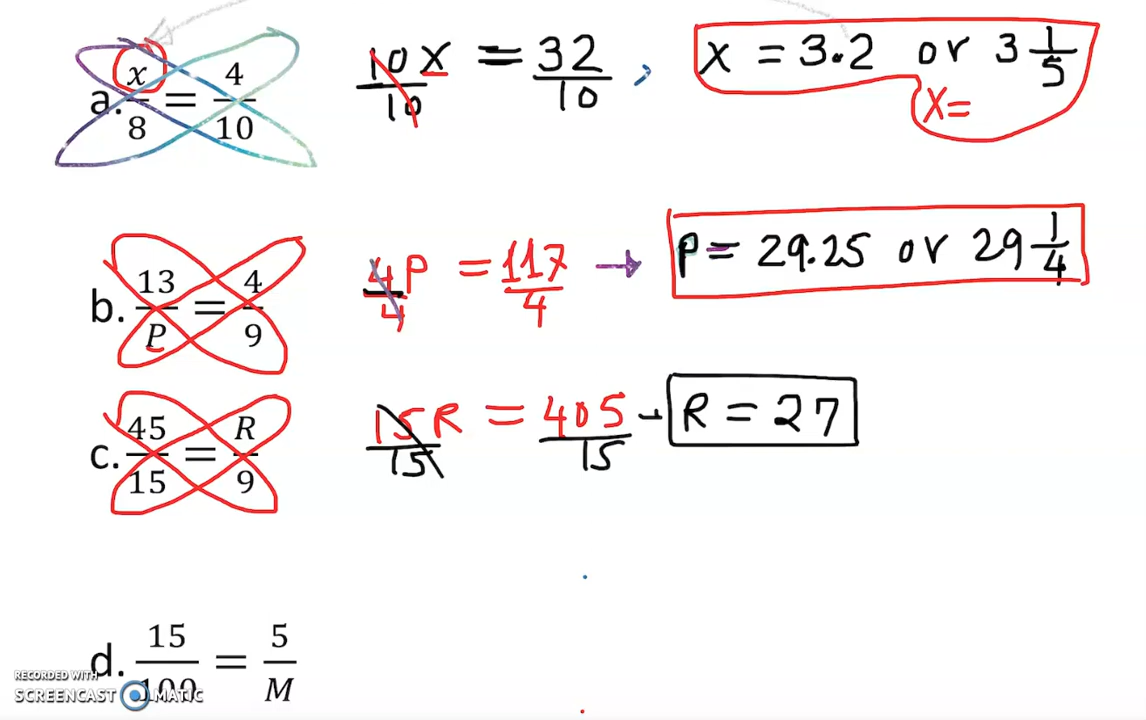 a. x/8 = 4/10
10x/10 = 32/10 , x = 3.2 or 3 1/5
x=
b. 13/P = 4/9
4P/4 = 117/4 → P = 29.25 or 29 1/4
c. 45/15 = R/9
15R/15 = 405/15 → R = 27
d. 15/100 = 5/M
RECORDED WITH
SCREENCAST MATIC